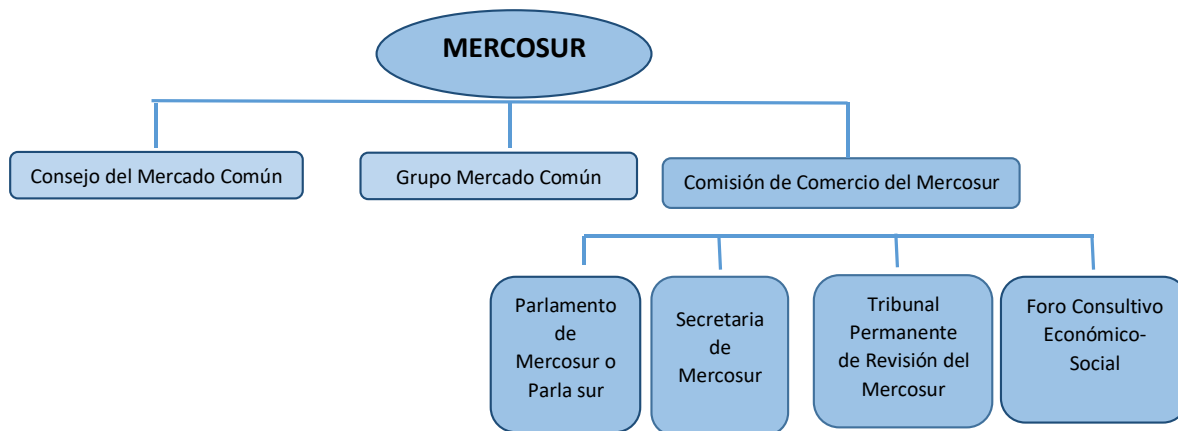 MERCOSUR
Consejo del Mercado Común
Grupo Mercado Común
Comisión de Comercio del Mercosur
Parlamento
de
Mercosur o
Parla sur
Secretaria
de
Mercosur
Tribunal
Permanente
de Revisión del
Mercosur
Foro Consultivo
Económico-
Social